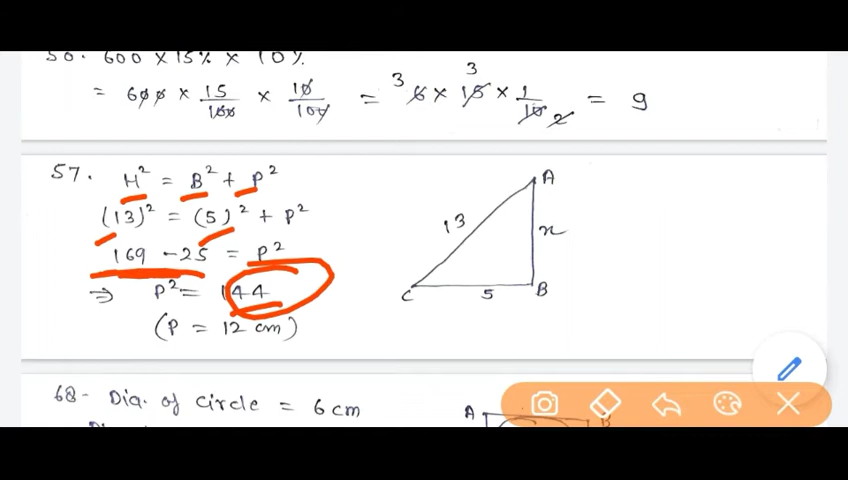 50. 600 × 15% × 10%
= 600 × 15/100 × 10/100 = 3 6 × 3 15 × 1/10 2 = 9
57. H² = B² + P²
(13)² = (5)² + P²
169 - 25 = P²
⇒ P² = 144
(P = 12 cm)
A
13
x
C
5
B
68- Dia. of circle = 6 cm
A
B